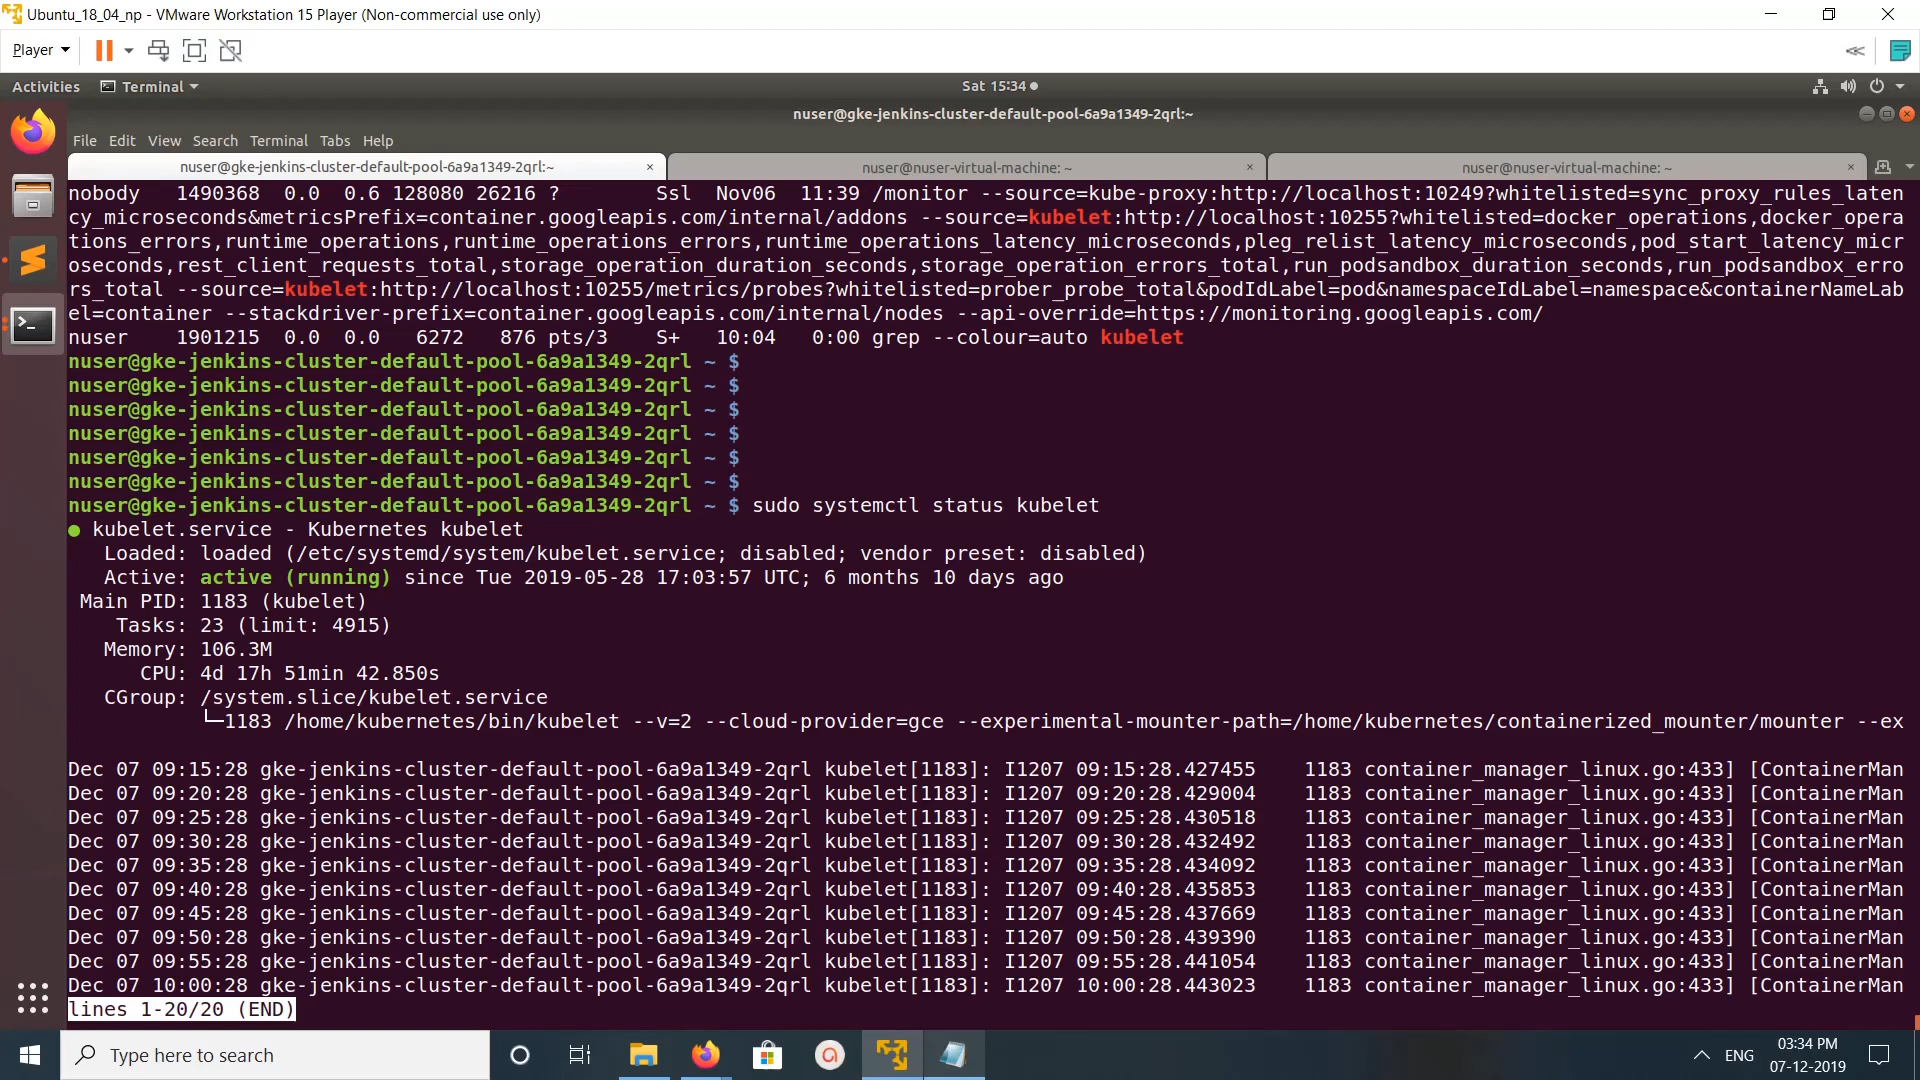 Ubuntu_18_04_np - VMware Workstation 15 Player (Non-commercial use only)
Player
Activities Terminal Sat 15:34
nuser@gke-jenkins-cluster-default-pool-6a9a1349-2qrl:~
File Edit View Search Terminal Tabs Help
nuser@gke-jenkins-cluster-default-pool-6a9a1349-2qrl:~ × nuser@nuser-virtual-machine: ~ × nuser@nuser-virtual-machine: ~ ×
nobody 1490368 0.0 0.6 128080 26216 ? Ssl Nov06 11:39 /monitor --source=kube-proxy:http://localhost:10249?whitelisted=sync_proxy_rules_laten
cy_microseconds&metricsPrefix=container.googleapis.com/internal/addons --source=kubelet:http://localhost:10255?whitelisted=docker_operations,docker_opera
tions_errors,runtime_operations,runtime_operations_errors,runtime_operations_latency_microseconds,pleg_relist_latency_microseconds,pod_start_latency_micr
oseconds,rest_client_requests_total,storage_operation_duration_seconds,storage_operation_errors_total,run_podsandbox_duration_seconds,run_podsandbox_erro
rs_total --source=kubelet:http://localhost:10255/metrics/probes?whitelisted=prober_probe_total&podIdLabel=pod&namespaceIdLabel=namespace&containerNameLab
el=container --stackdriver-prefix=container.googleapis.com/internal/nodes --api-override=https://monitoring.googleapis.com/
nuser 1901215 0.0 0.0 6272 876 pts/3 S+ 10:04 0:00 grep --colour=auto kubelet
nuser@gke-jenkins-cluster-default-pool-6a9a1349-2qrl ~ $
nuser@gke-jenkins-cluster-default-pool-6a9a1349-2qrl ~ $
nuser@gke-jenkins-cluster-default-pool-6a9a1349-2qrl ~ $
nuser@gke-jenkins-cluster-default-pool-6a9a1349-2qrl ~ $
nuser@gke-jenkins-cluster-default-pool-6a9a1349-2qrl ~ $
nuser@gke-jenkins-cluster-default-pool-6a9a1349-2qrl ~ $
nuser@gke-jenkins-cluster-default-pool-6a9a1349-2qrl ~ $ sudo systemctl status kubelet
● kubelet.service - Kubernetes kubelet
Loaded: loaded (/etc/systemd/system/kubelet.service; disabled; vendor preset: disabled)
Active: active (running) since Tue 2019-05-28 17:03:57 UTC; 6 months 10 days ago
Main PID: 1183 (kubelet)
Tasks: 23 (limit: 4915)
Memory: 106.3M
CPU: 4d 17h 51min 42.850s
CGroup: /system.slice/kubelet.service
└─1183 /home/kubernetes/bin/kubelet --v=2 --cloud-provider=gce --experimental-mounter-path=/home/kubernetes/containerized_mounter/mounter --ex
Dec 07 09:15:28 gke-jenkins-cluster-default-pool-6a9a1349-2qrl kubelet[1183]: I1207 09:15:28.427455 1183 container_manager_linux.go:433] [ContainerMan
Dec 07 09:20:28 gke-jenkins-cluster-default-pool-6a9a1349-2qrl kubelet[1183]: I1207 09:20:28.429004 1183 container_manager_linux.go:433] [ContainerMan
Dec 07 09:25:28 gke-jenkins-cluster-default-pool-6a9a1349-2qrl kubelet[1183]: I1207 09:25:28.430518 1183 container_manager_linux.go:433] [ContainerMan
Dec 07 09:30:28 gke-jenkins-cluster-default-pool-6a9a1349-2qrl kubelet[1183]: I1207 09:30:28.432492 1183 container_manager_linux.go:433] [ContainerMan
Dec 07 09:35:28 gke-jenkins-cluster-default-pool-6a9a1349-2qrl kubelet[1183]: I1207 09:35:28.434092 1183 container_manager_linux.go:433] [ContainerMan
Dec 07 09:40:28 gke-jenkins-cluster-default-pool-6a9a1349-2qrl kubelet[1183]: I1207 09:40:28.435853 1183 container_manager_linux.go:433] [ContainerMan
Dec 07 09:45:28 gke-jenkins-cluster-default-pool-6a9a1349-2qrl kubelet[1183]: I1207 09:45:28.437669 1183 container_manager_linux.go:433] [ContainerMan
Dec 07 09:50:28 gke-jenkins-cluster-default-pool-6a9a1349-2qrl kubelet[1183]: I1207 09:50:28.439390 1183 container_manager_linux.go:433] [ContainerMan
Dec 07 09:55:28 gke-jenkins-cluster-default-pool-6a9a1349-2qrl kubelet[1183]: I1207 09:55:28.441054 1183 container_manager_linux.go:433] [ContainerMan
Dec 07 10:00:28 gke-jenkins-cluster-default-pool-6a9a1349-2qrl kubelet[1183]: I1207 10:00:28.443023 1183 container_manager_linux.go:433] [ContainerMan
lines 1-20/20 (END)
Type here to search
ENG
03:34 PM
07-12-2019